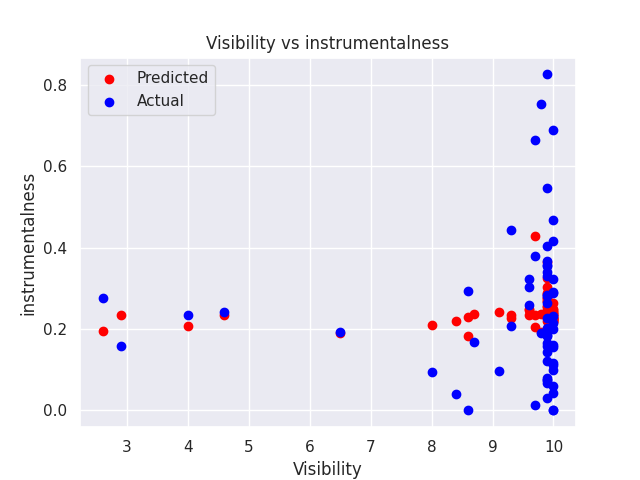 Visibility vs instrumentalness
Predicted
Actual
instrumentalness
0.8
0.6
0.4
0.2
0.0
3 4 5 6 7 8 9 10
Visibility